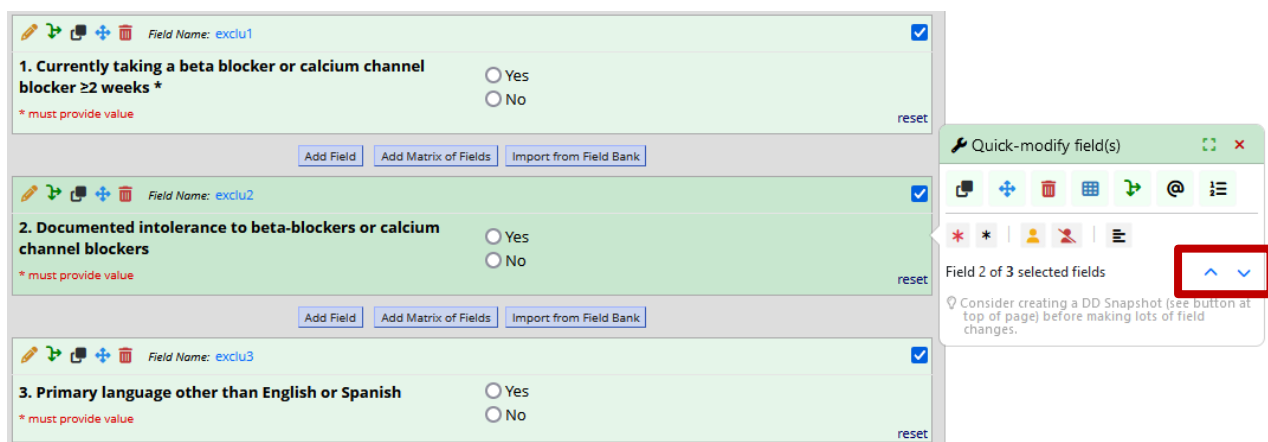 Field Name: exclu1
1. Currently taking a beta blocker or calcium channel
blocker ≥2 weeks *
* must provide value
Yes
No
reset
Add Field
Add Matrix of Fields
Import from Field Bank
Field Name: exclu2
2. Documented intolerance to beta-blockers or calcium
channel blockers
* must provide value
Yes
No
reset
Add Field
Add Matrix of Fields
Import from Field Bank
Field Name: exclu3
3. Primary language other than English or Spanish
* must provide value
Yes
No
reset
Quick-modify field(s)
Field 2 of 3 selected fields
Consider creating a DD Snapshot (see button at
top of page) before making lots of field
changes.